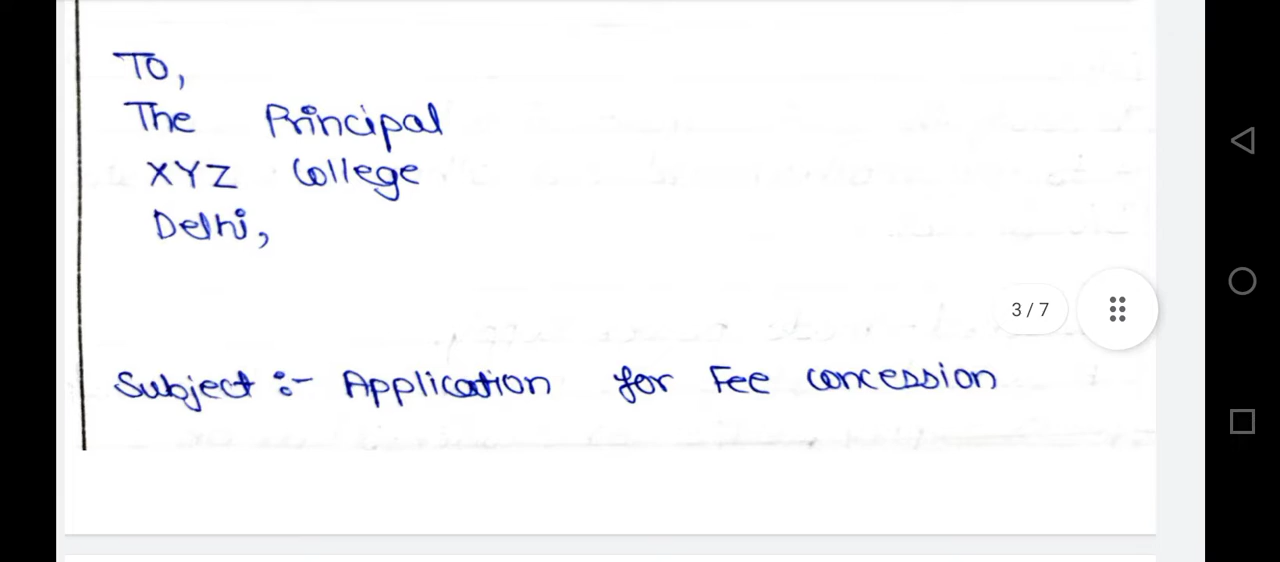 To,
The Principal
XYZ College
Delhi,
3 / 7
Subject :- Application for Fee concession